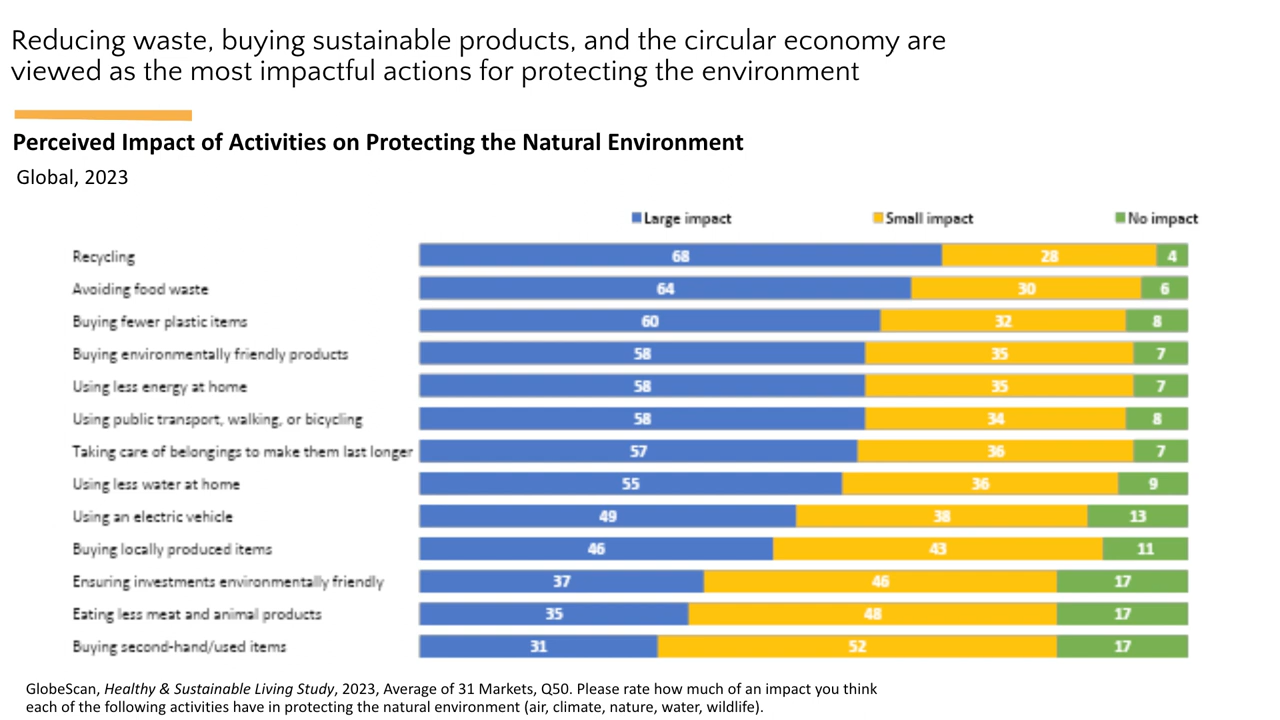 Reducing waste, buying sustainable products, and the circular economy are
viewed as the most impactful actions for protecting the environment
Perceived Impact of Activities on Protecting the Natural Environment
Global, 2023
Large impact Small impact No impact
Recycling 68 28 4
Avoiding food waste 64 30 6
Buying fewer plastic items 60 32 8
Buying environmentally friendly products 58 35 7
Using less energy at home 58 35 7
Using public transport, walking, or bicycling 58 34 8
Taking care of belongings to make them last longer 57 36 7
Using less water at home 55 36 9
Using an electric vehicle 49 38 13
Buying locally produced items 46 43 11
Ensuring investments environmentally friendly 37 46 17
Eating less meat and animal products 35 48 17
Buying second-hand/used items 31 52 17
GlobeScan, Healthy & Sustainable Living Study, 2023, Average of 31 Markets, Q50. Please rate how much of an impact you think
each of the following activities have in protecting the natural environment (air, climate, nature, water, wildlife).